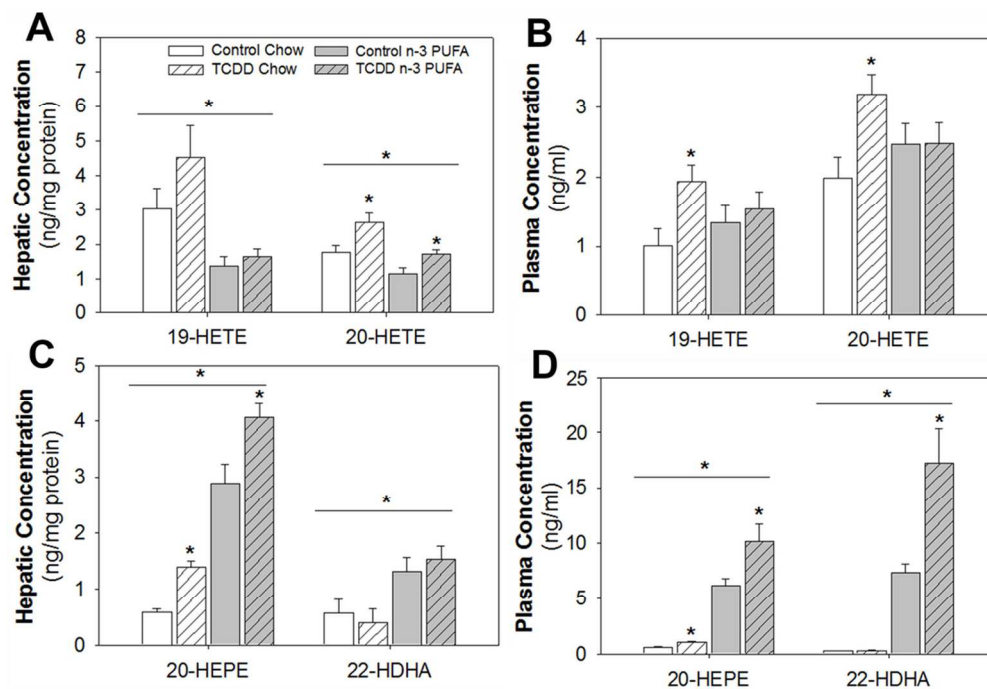 A
B
8
7
6
5
4
3
2
1
0
Hepatic Concentration
(ng/mg protein)
Control Chow
Control n-3 PUFA
TCDD Chow
TCDD n-3 PUFA
*
*
*
*
19-HETE
20-HETE
4
3
2
1
0
Plasma Concentration
(ng/ml)
*
*
19-HETE
20-HETE
C
D
5
4
3
2
1
0
Hepatic Concentration
(ng/mg protein)
*
*
*
*
20-HEPE
22-HDHA
25
20
15
10
5
0
Plasma Concentration
(ng/ml)
*
*
*
*
*
20-HEPE
22-HDHA